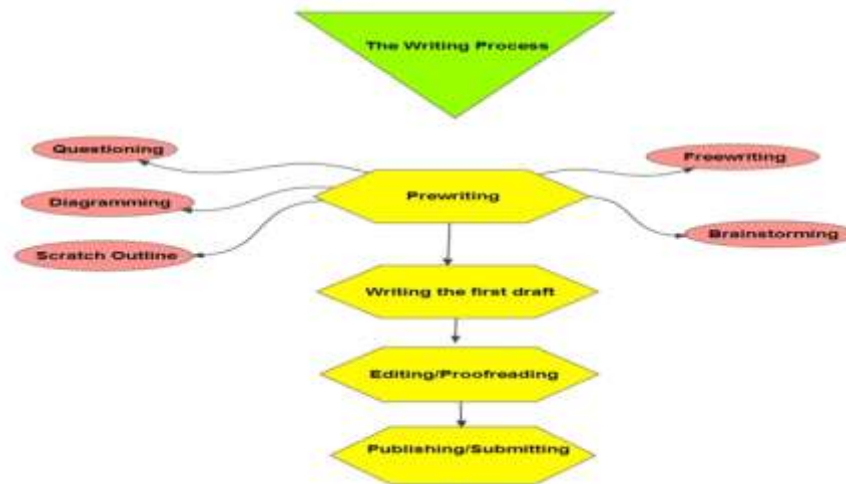 The Writing Process
Questioning
Freewriting
Prewriting
Diagramming
Brainstorming
Scratch Outline
Writing the first draft
Editing/Proofreading
Publishing/Submitting